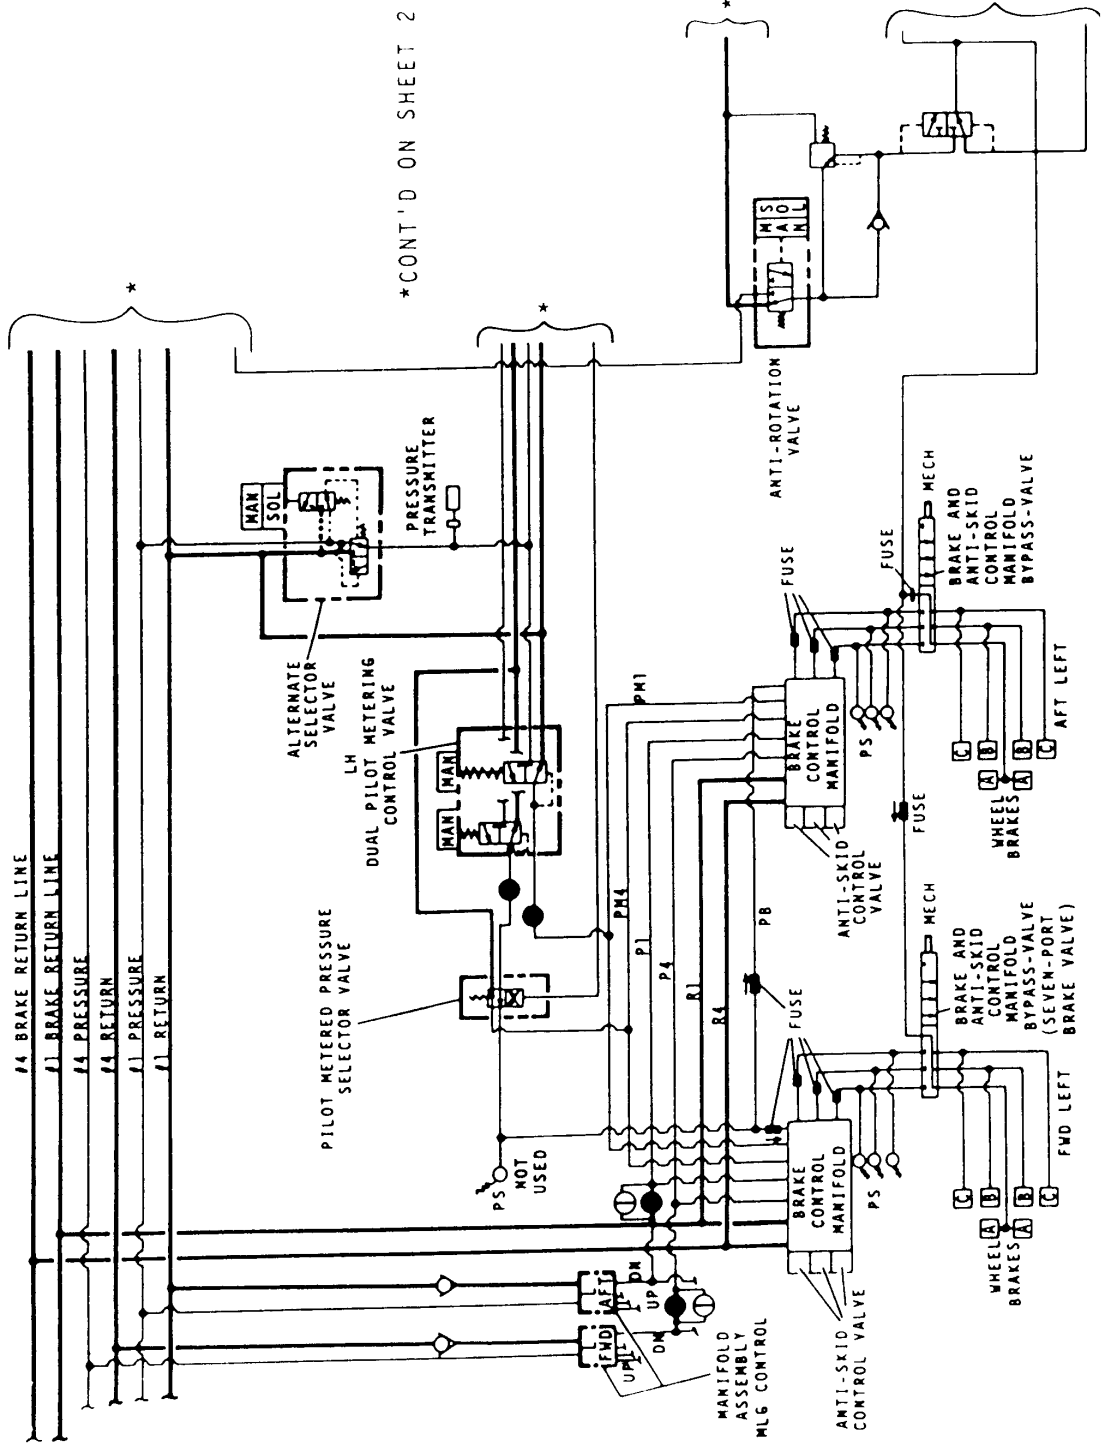 #4 BRAKE RETURN LINE
#1 BRAKE RETURN LINE
#4 PRESSURE
#4 RETURN
#1 PRESSURE
#1 RETURN
*
*CONT'D ON SHEET 2
MAN
SOL
ALTERNATE
SELECTOR
VALVE
PRESSURE
TRANSMITTER
*
LH
DUAL PILOT METERING
CONTROL VALVE
MAN
MAN
PILOT METERED PRESSURE
SELECTOR VALVE
PS
NOT
USED
*
MAN
SOL
ANTI-ROTATION
VALVE
PM1
PM4
P1
P4
R1
R4
PB
FUSE
BRAKE
CONTROL
MANIFOLD
ANTI-SKID
CONTROL
VALVE
FUSE
PS
FUSE
MECH
BRAKE AND
ANTI-SKID
CONTROL
MANIFOLD
BYPASS-VALVE
C
B
A
A
B
C
WHEEL
BRAKES
AFT LEFT
FUSE
BRAKE
CONTROL
MANIFOLD
ANTI-SKID
CONTROL VALVE
PS
MECH
BRAKE AND
ANTI-SKID
CONTROL
MANIFOLD
BYPASS-VALVE
(SEVEN-PORT
BRAKE VALVE)
C
B
A
A
B
C
WHEEL
BRAKES
FWD LEFT
AFT
UP
DN
FWD
UP
DN
MANIFOLD
ASSEMBLY
MLG CONTROL